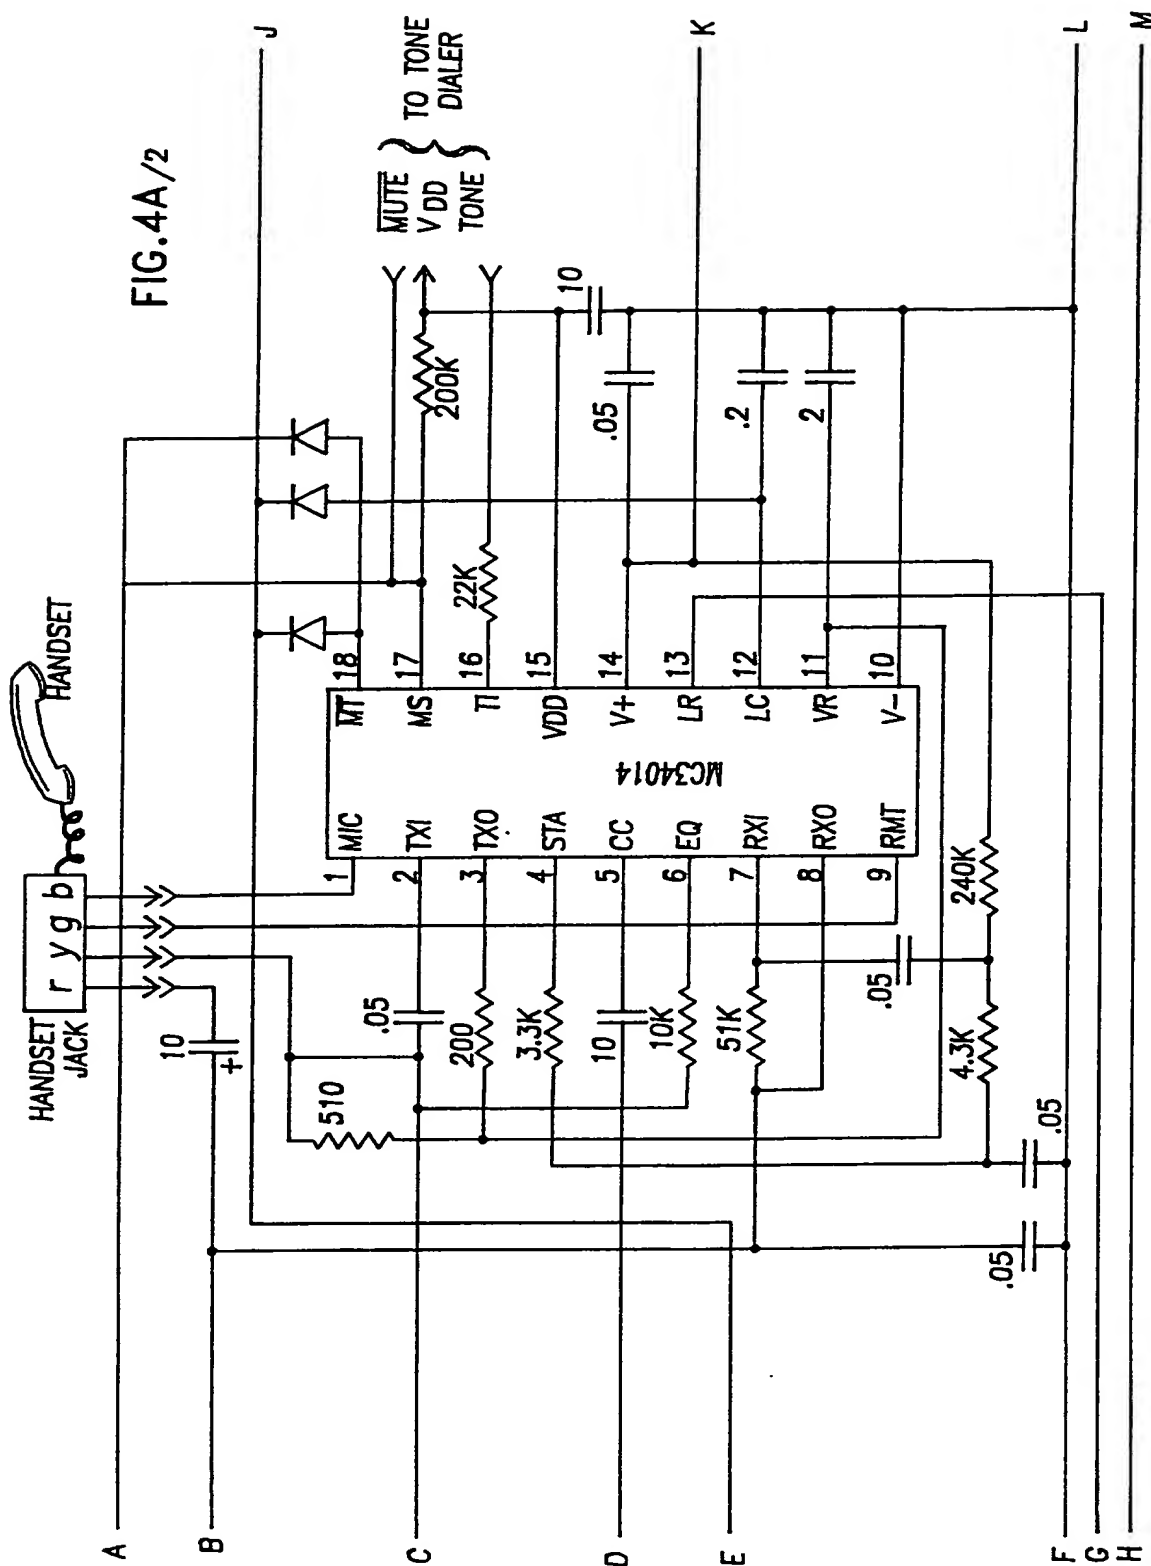 FIG.4A/2
HANDSET
HANDSET
JACK
r y g b
A
B
C
D
E
F
G
H
J
K
L
M
MUTE
VDD
TONE
TO TONE
DIALER
10
+
510
.05
200
3.3K
10
10K
51K
.05
4.3K
240K
.05
.05
200K
22K
10
.05
.2
2
MC34014
1 MIC
2 TXI
3 TXO
4 STA
5 CC
6 EQ
7 RXI
8 RXO
9 RMT
MT 18
MS 17
TI 16
VDD 15
V+ 14
LR 13
LC 12
VR 11
V- 10